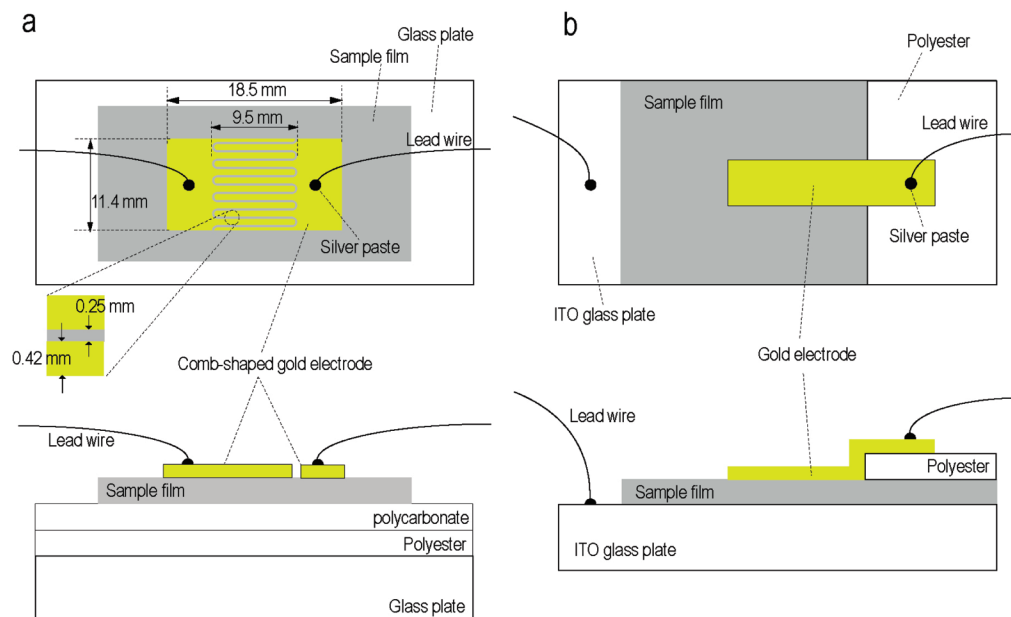 a
Glass plate
Sample film
18.5 mm
9.5 mm
Lead wire
11.4 mm
Silver paste
0.25 mm
0.42 mm
Comb-shaped gold electrode
Lead wire
Sample film
polycarbonate
Polyester
Glass plate
b
Polyester
Sample film
Lead wire
Silver paste
ITO glass plate
Gold electrode
Lead wire
Polyester
Sample film
ITO glass plate